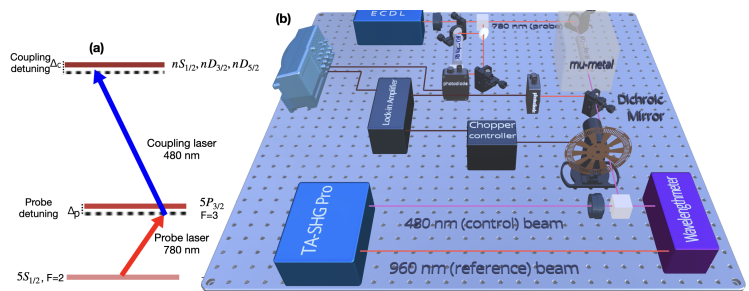 (a)
Coupling
detuning
Δc
nS1/2, nD3/2, nD5/2
Coupling laser
480 nm
Probe
detuning
Δp
5P3/2
F=3
Probe laser
780 nm
5S1/2, F=2
(b)
ECDL
780 nm (probe)
photodiode
mu-metal
Dichroic
Mirror
Lock-in Amplifier
Chopper
controller
TA-SHG Pro
480 nm (control) beam
960 nm (reference) beam
Wavelengthmeter